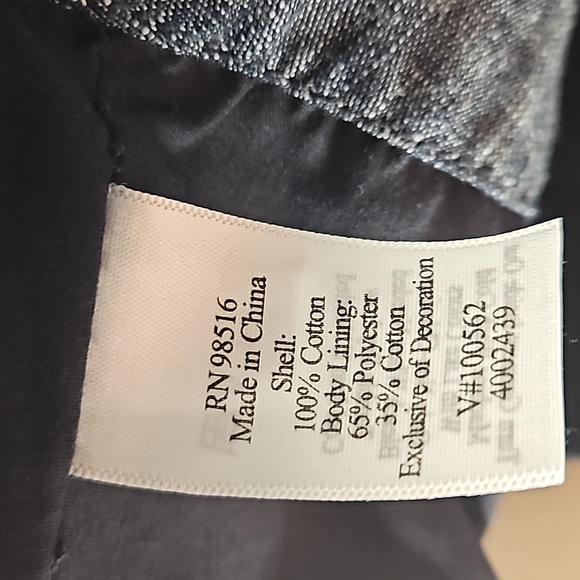 RN 98516
Made in China
Shell:
100% Cotton
Body Lining:
65% Polyester
35% Cotton
Exclusive of Decoration
V#100562
4002439